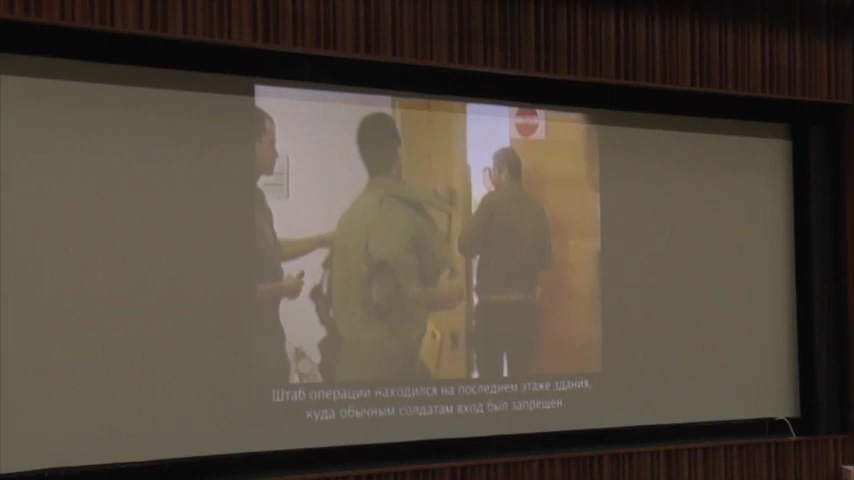 Штаб операции находился на последнем этаже здания,
куда обычным солдатам вход был запрещен.